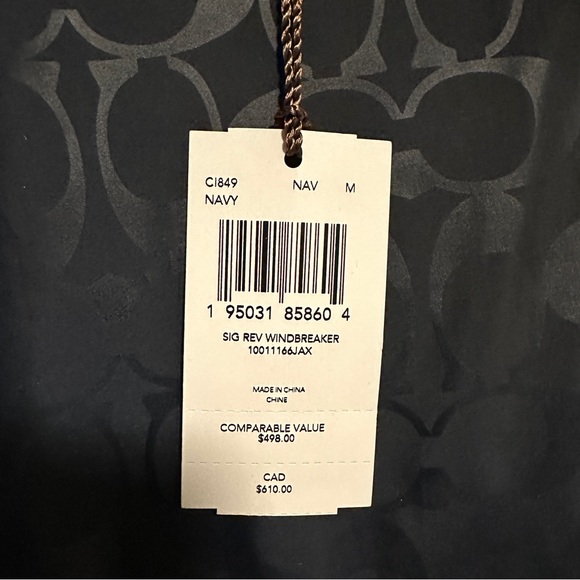 CI849 NAV M
NAVY
1 95031 85860 4
SIG REV WINDBREAKER
10011166JAX
MADE IN CHINA
CHINE
COMPARABLE VALUE
$498.00
CAD
$610.00